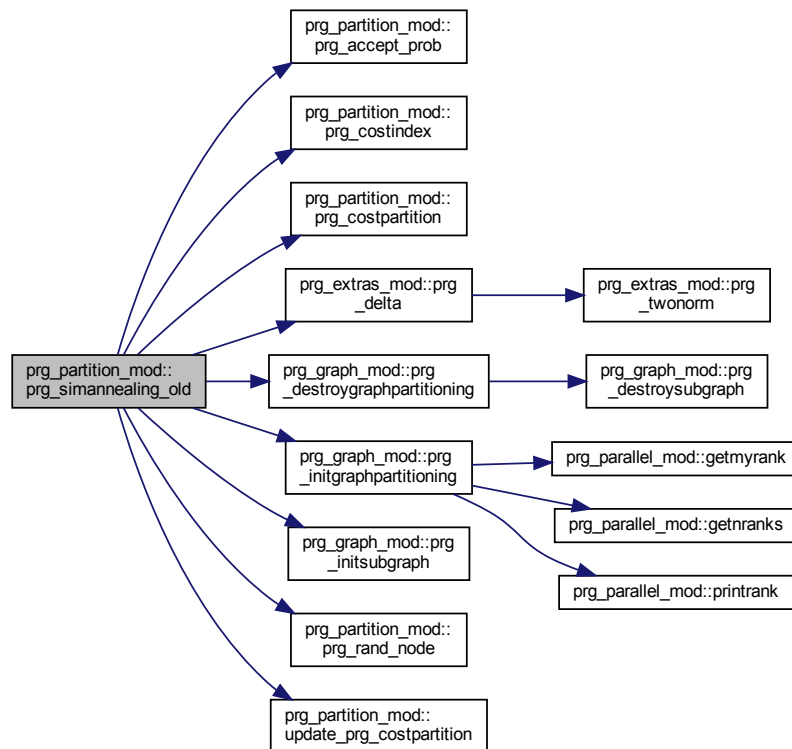 prg_partition_mod::
prg_accept_prob
prg_partition_mod::
prg_costindex
prg_partition_mod::
prg_costpartition
prg_extras_mod::prg
_delta
prg_extras_mod::prg
_twonorm
prg_partition_mod::
prg_simannealing_old
prg_graph_mod::prg
_destroygraphpartitioning
prg_graph_mod::prg
_destroysubgraph
prg_graph_mod::prg
_initgraphpartitioning
prg_parallel_mod::getmyrank
prg_parallel_mod::getnranks
prg_parallel_mod::printrank
prg_graph_mod::prg
_initsubgraph
prg_partition_mod::
prg_rand_node
prg_partition_mod::
update_prg_costpartition